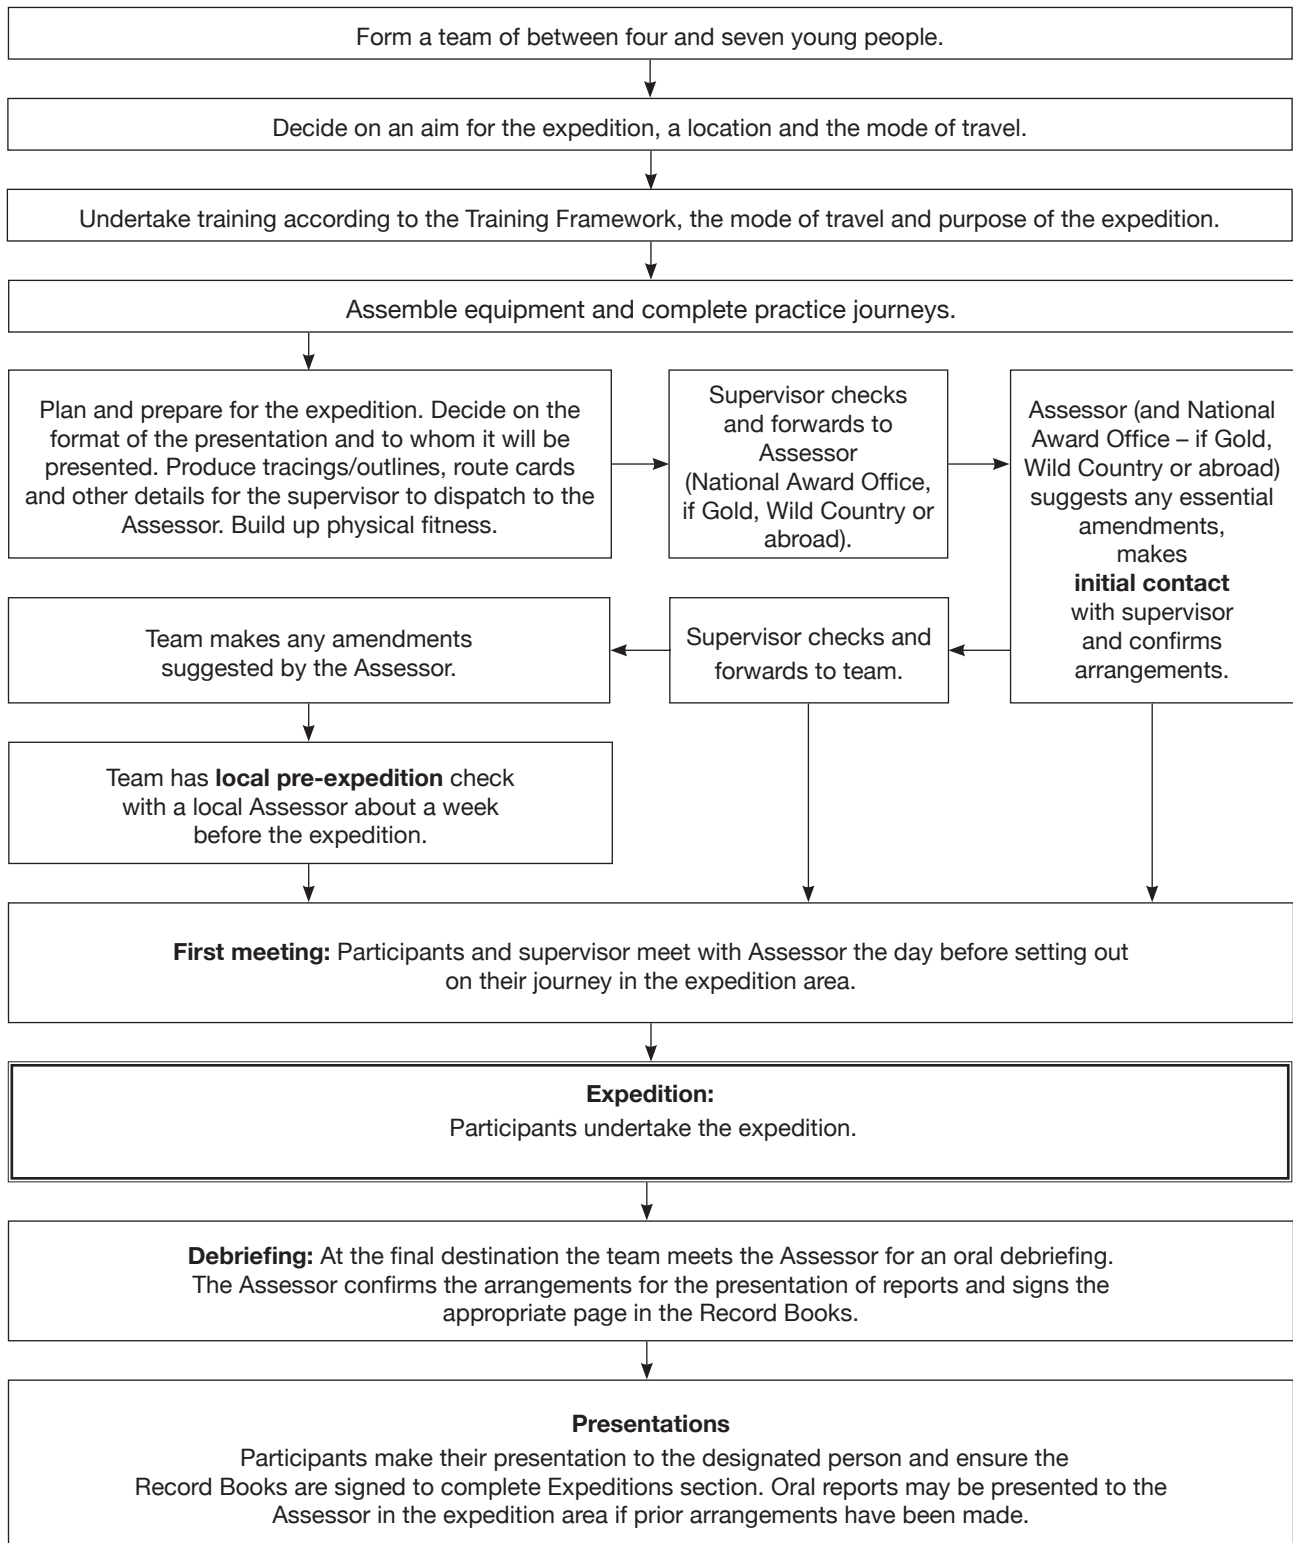 Form a team of between four and seven young people.
Decide on an aim for the expedition, a location and the mode of travel.
Undertake training according to the Training Framework, the mode of travel and purpose of the expedition.
Assemble equipment and complete practice journeys.
Plan and prepare for the expedition. Decide on the
format of the presentation and to whom it will be
presented. Produce tracings/outlines, route cards
and other details for the supervisor to dispatch to the
Assessor. Build up physical fitness.
Supervisor checks
and forwards to
Assessor
(National Award Office,
if Gold, Wild Country or
abroad).
Assessor (and National
Award Office – if Gold,
Wild Country or abroad)
suggests any essential
amendments,
makes
initial contact
with supervisor
and confirms
arrangements.
Supervisor checks and
forwards to team.
Team makes any amendments
suggested by the Assessor.
Team has local pre-expedition check
with a local Assessor about a week
before the expedition.
First meeting: Participants and supervisor meet with Assessor the day before setting out
on their journey in the expedition area.
Expedition:
Participants undertake the expedition.
Debriefing: At the final destination the team meets the Assessor for an oral debriefing.
The Assessor confirms the arrangements for the presentation of reports and signs the
appropriate page in the Record Books.
Presentations
Participants make their presentation to the designated person and ensure the
Record Books are signed to complete Expeditions section. Oral reports may be presented to the
Assessor in the expedition area if prior arrangements have been made.